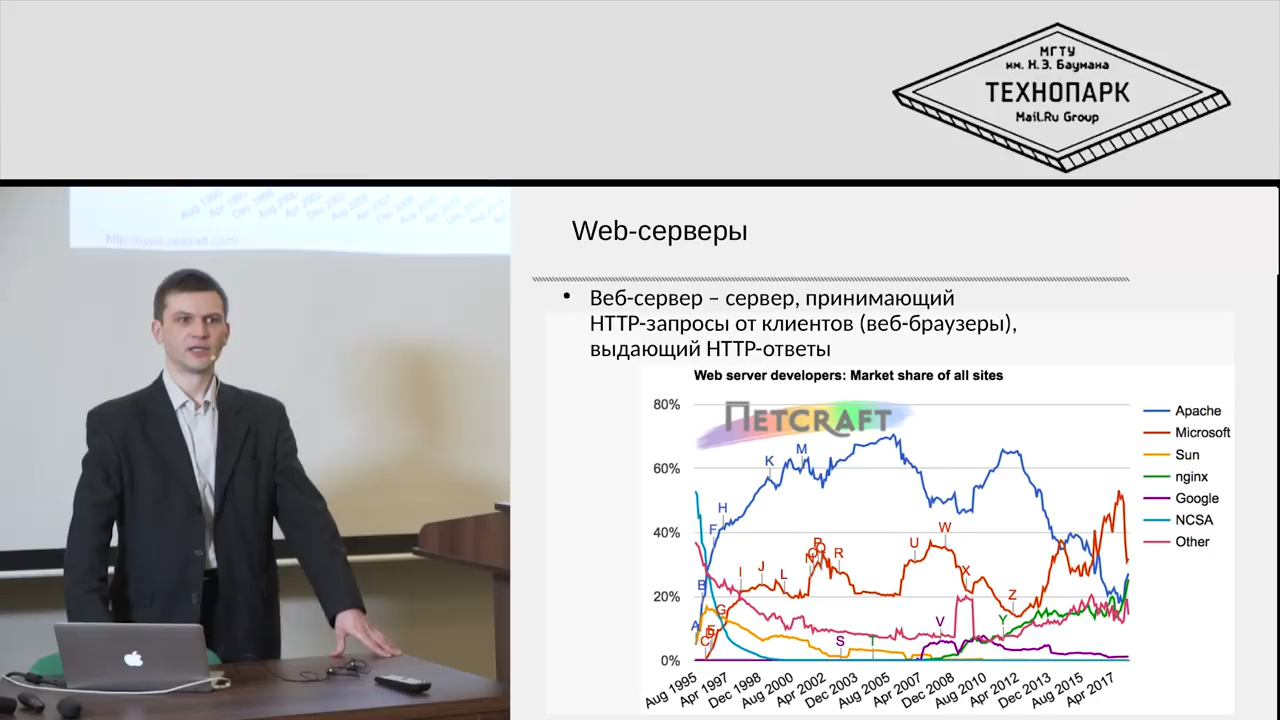 МГТУ
им. Н.Э. Баумана
ТЕХНОПАРК
Mail.Ru Group
Web-серверы
• Веб-сервер – сервер, принимающий
HTTP-запросы от клиентов (веб-браузеры),
выдающий HTTP-ответы
Web server developers: Market share of all sites
NETCRAFT
80%
60%
40%
20%
0%
A
B
F
H
I
J
K
L
M
R
S
T
U
V
W
X
Y
Z
Aug 1995
Apr 1997
Dec 1998
Aug 2000
Apr 2002
Dec 2003
Aug 2005
Apr 2007
Dec 2008
Aug 2010
Apr 2012
Dec 2013
Aug 2015
Apr 2017
Apache
Microsoft
Sun
nginx
Google
NCSA
Other